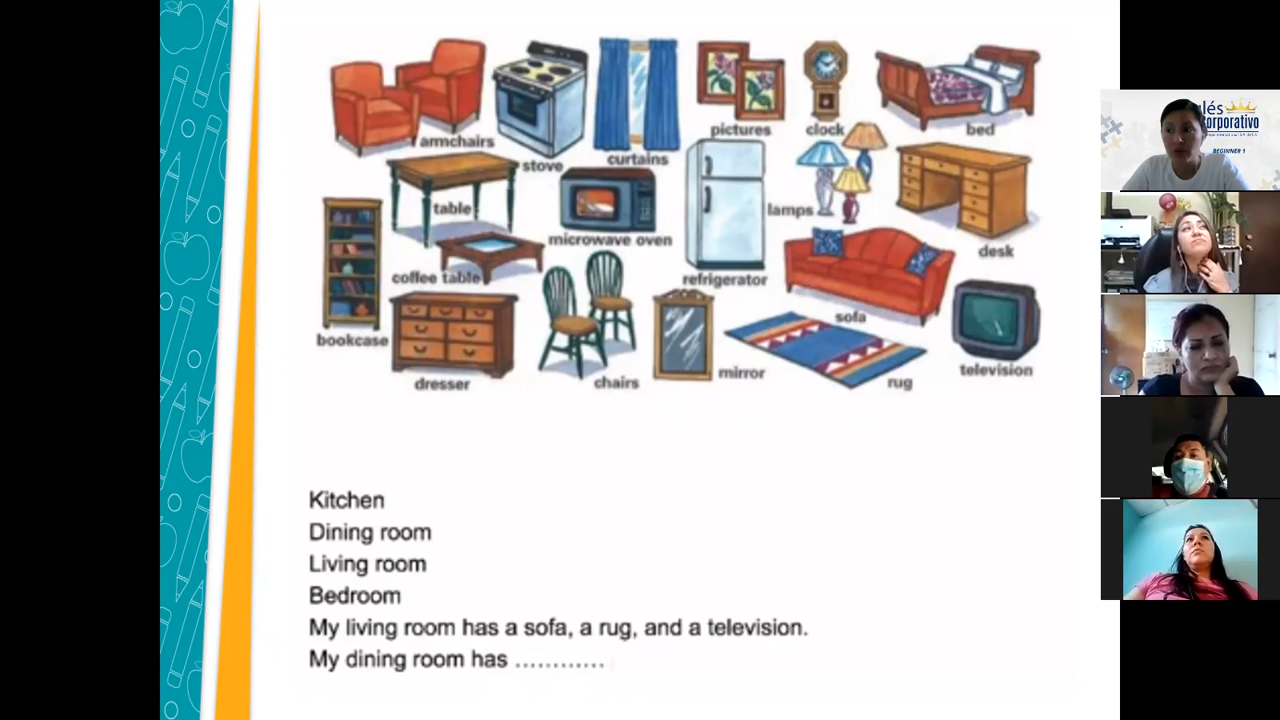 armchairs
stove
curtains
pictures
clock
bed
table
microwave oven
lamps
desk
coffee table
refrigerator
sofa
bookcase
dresser
chairs
mirror
rug
television
Kitchen
Dining room
Living room
Bedroom
My living room has a sofa, a rug, and a television.
My dining room has ............
lés
orporativo
BEGINNER 1